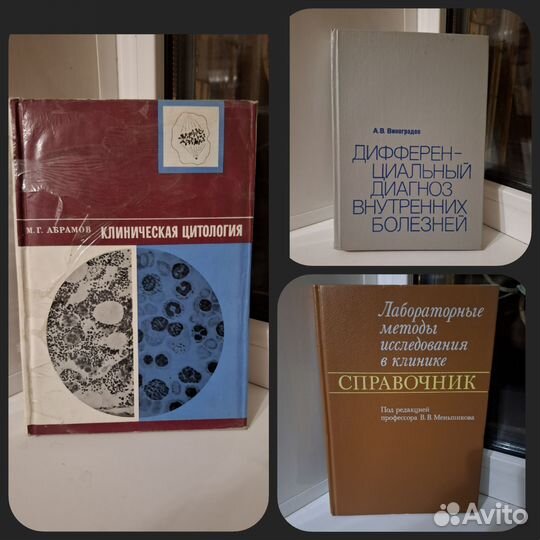 М. Г. АБРАМОВ КЛИНИЧЕСКАЯ ЦИТОЛОГИЯ
А. В. Виноградов
ДИФФЕРЕН-
ЦИАЛЬНЫЙ
ДИАГНОЗ
ВНУТРЕННИХ
БОЛЕЗНЕЙ
Лабораторные
методы
исследования
в клинике
СПРАВОЧНИК
Под редакцией
профессора В. В. Меньшикова
Avito